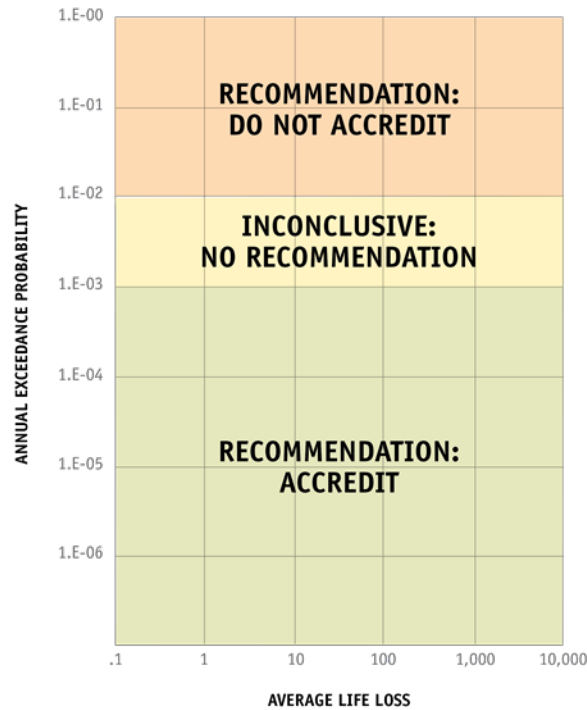 1.E-00
RECOMMENDATION:
DO NOT ACCREDIT
1.E-01
1.E-02
INCONCLUSIVE:
NO RECOMMENDATION
1.E-03
1.E-04
RECOMMENDATION:
ACCREDIT
1.E-05
1.E-06
ANNUAL EXCEEDANCE PROBABILITY
.1
1
10
100
1,000
10,000
AVERAGE LIFE LOSS